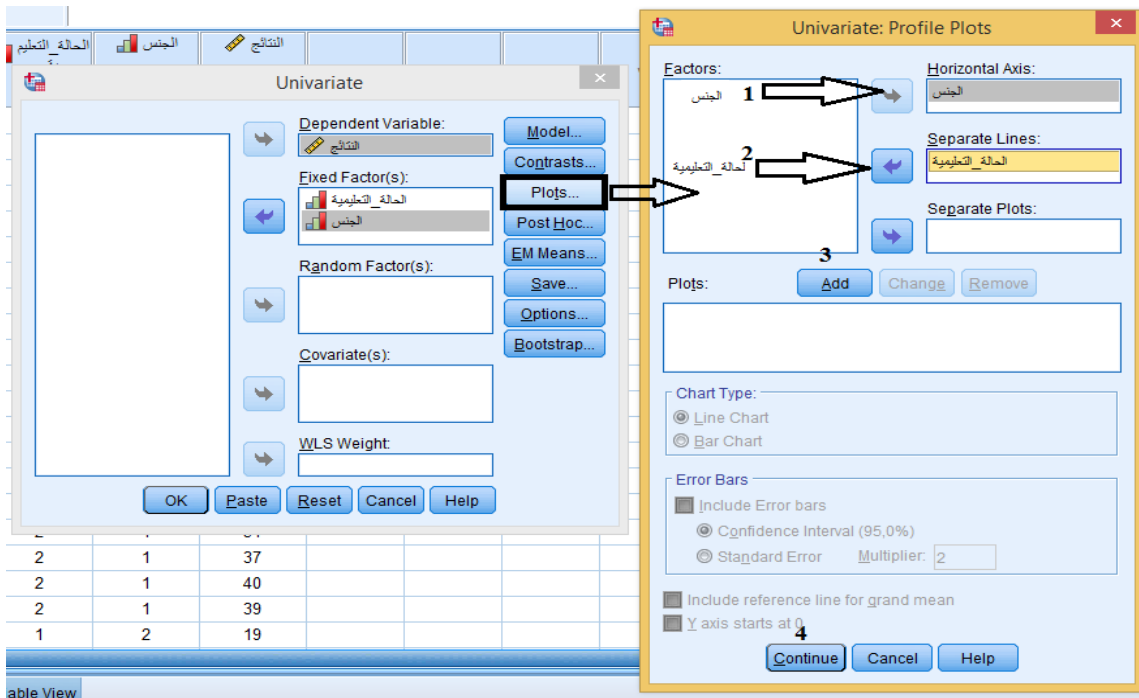 الحالة_التعليم
الجنس
النتائج
Univariate
Dependent Variable:
النتائج
Fixed Factor(s):
الحالة_التعليمية
الجنس
Random Factor(s):
Covariate(s):
WLS Weight:
Model...
Contrasts...
Plots...
Post Hoc...
EM Means...
Save...
Options...
Bootstrap...
OK Paste Reset Cancel Help
2 1 37
2 1 40
2 1 39
1 2 19
able View
Univariate: Profile Plots
Factors:
الجنس
لحالة_التعليمية
1
2
Horizontal Axis:
الجنس
Separate Lines:
الحالة_التعليمية
Separate Plots:
3
Plots: Add Change Remove
Chart Type:
Line Chart
Bar Chart
Error Bars
Include Error bars
Confidence Interval (95,0%)
Standard Error Multiplier: 2
Include reference line for grand mean
Y axis starts at 0
4
Continue Cancel Help